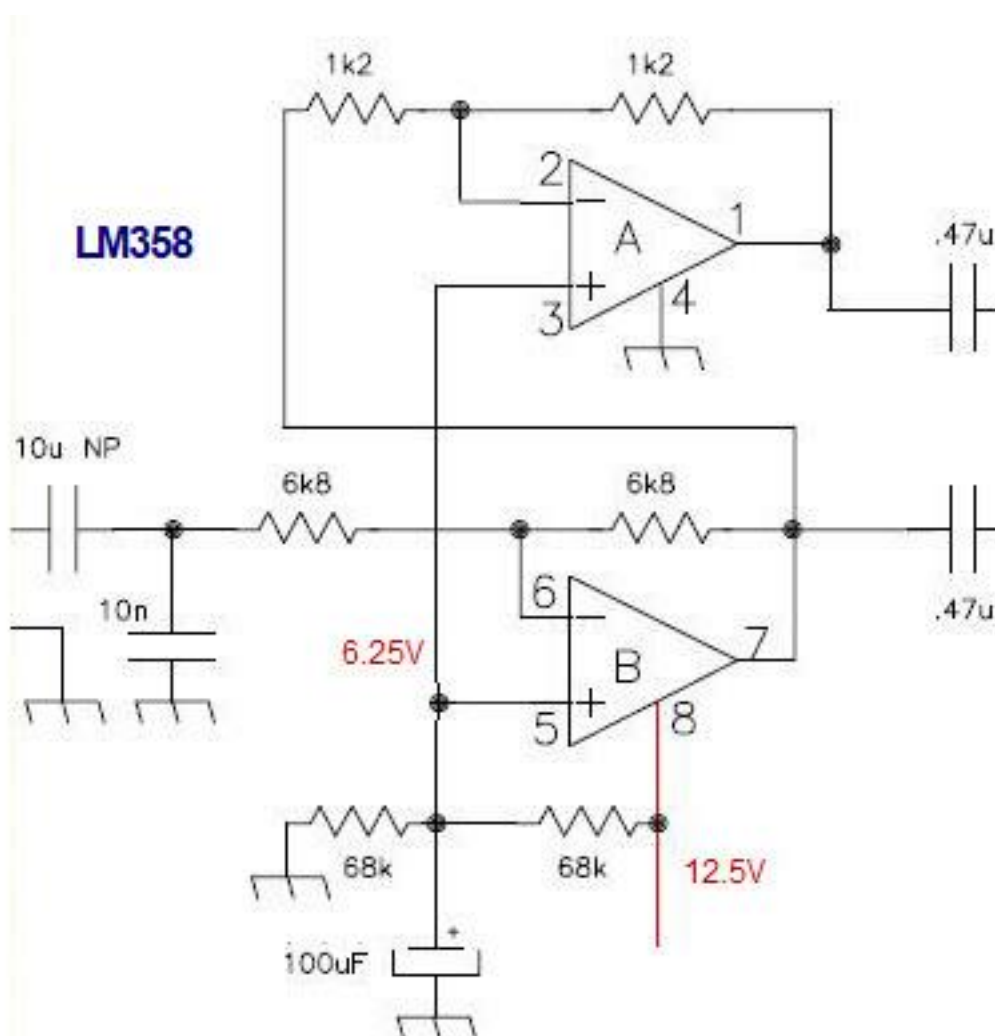 1k2
1k2
LM358
2
−
A
1
.47u
+
3
4
10u NP
6k8
6k8
10n
6
−
7
.47u
6.25V
B
+
5
8
68k
68k
12.5V
+
100uF